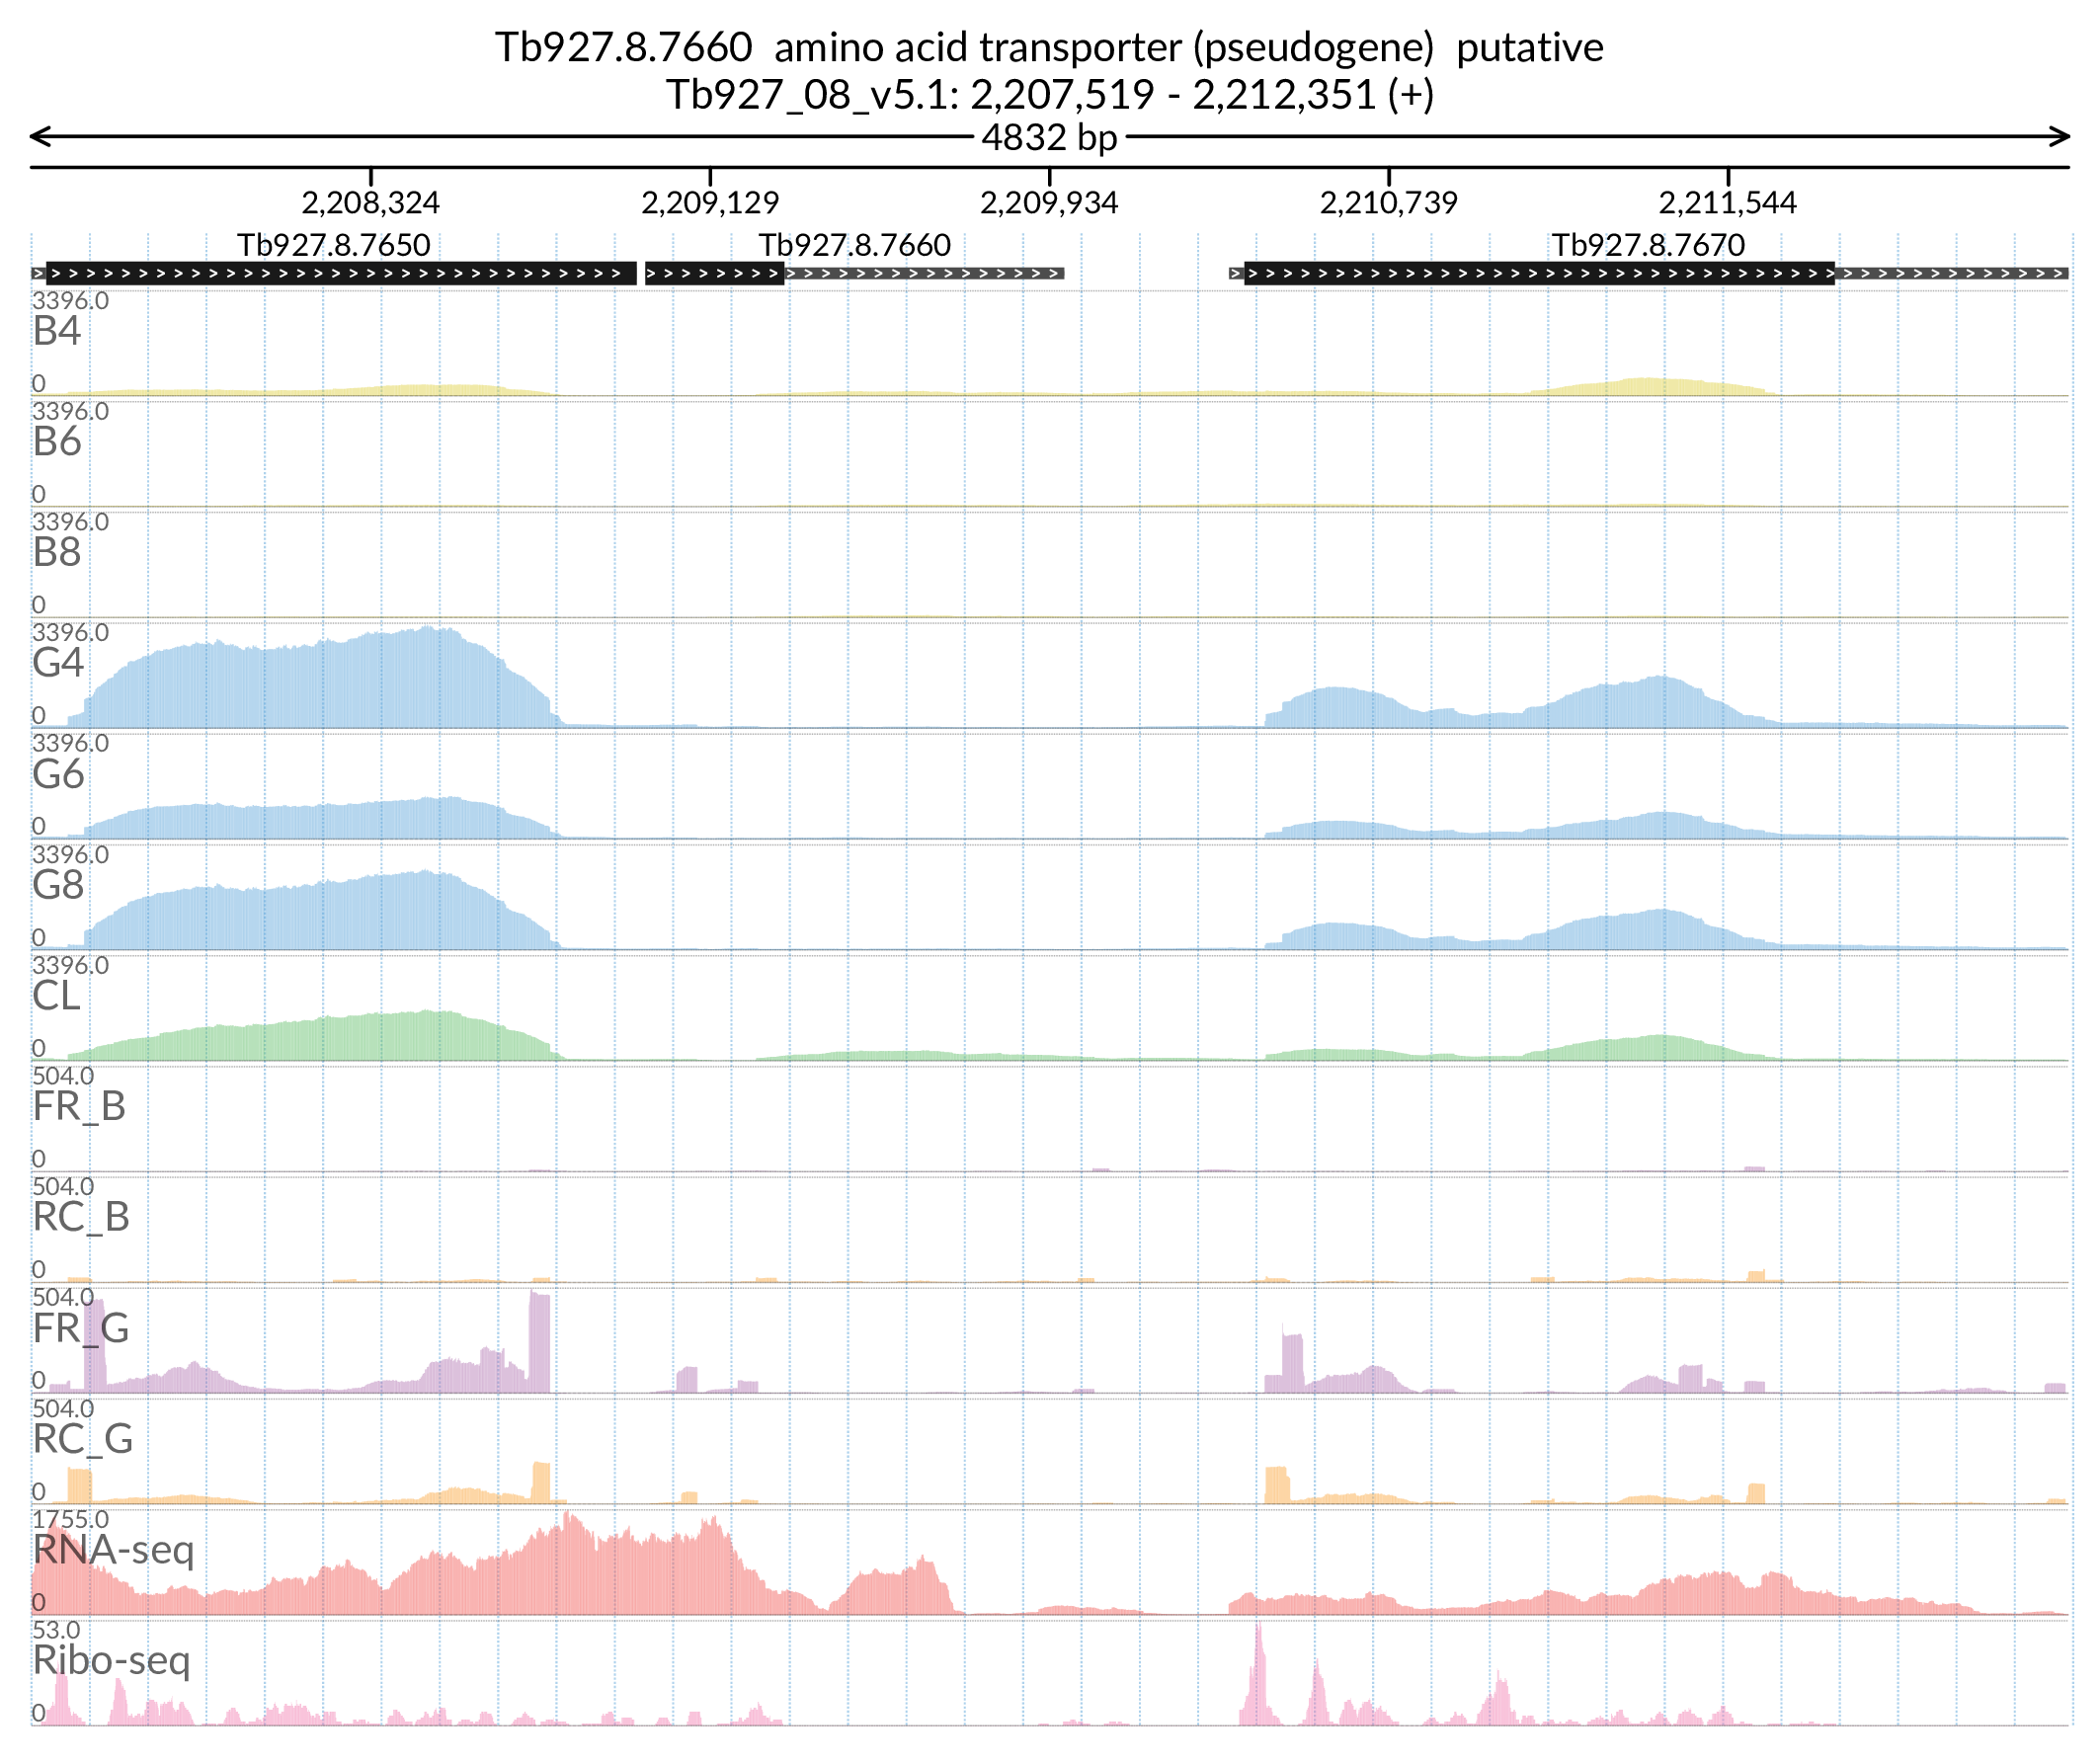 Tb927.8.7660  amino acid transporter (pseudogene)  putative
Tb927_08_v5.1: 2,207,519 - 2,212,351 (+)
4832 bp
2,208,324 2,209,129 2,209,934 2,210,739 2,211,544
Tb927.8.7650 Tb927.8.7660 Tb927.8.7670
3396.0
B4
0
3396.0
B6
0
3396.0
B8
0
3396.0
G4
0
3396.0
G6
0
3396.0
G8
0
3396.0
CL
0
504.0
FR_B
0
504.0
RC_B
0
504.0
FR_G
0
504.0
RC_G
0
1755.0
RNA-seq
0
53.0
Ribo-seq
0